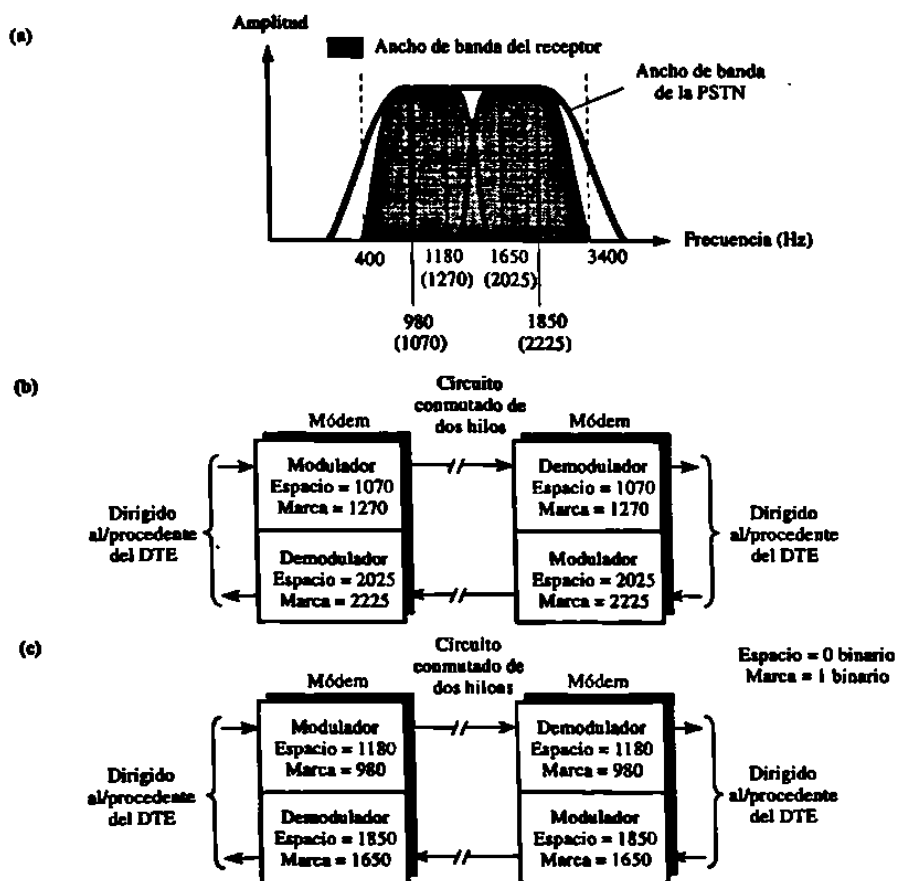 (a)
Amplitud
Ancho de banda del receptor
Ancho de banda
de la PSTN
Frecuencia (Hz)
400
1180
(1270)
1650
(2025)
3400
980
(1070)
1850
(2225)
(b)
Circuito
conmutado de
dos hilos
Módem
Módem
Modulador
Espacio = 1070
Marca = 1270
Demodulador
Espacio = 1070
Marca = 1270
Dirigido
al/procedente
del DTE
Dirigido
al/procedente
del DTE
Demodulador
Espacio = 2025
Marca = 2225
Modulador
Espacio = 2025
Marca = 2225
(c)
Circuito
conmutado de
dos hiloas
Espacio = 0 binario
Marca = 1 binario
Módem
Módem
Modulador
Espacio = 1180
Marca = 980
Demodulador
Espacio = 1180
Marca = 980
Dirigido
al/procedente
del DTE
Dirigido
al/procedente
del DTE
Demodulador
Espacio = 1850
Marca = 1650
Modulador
Espacio = 1850
Marca = 1650